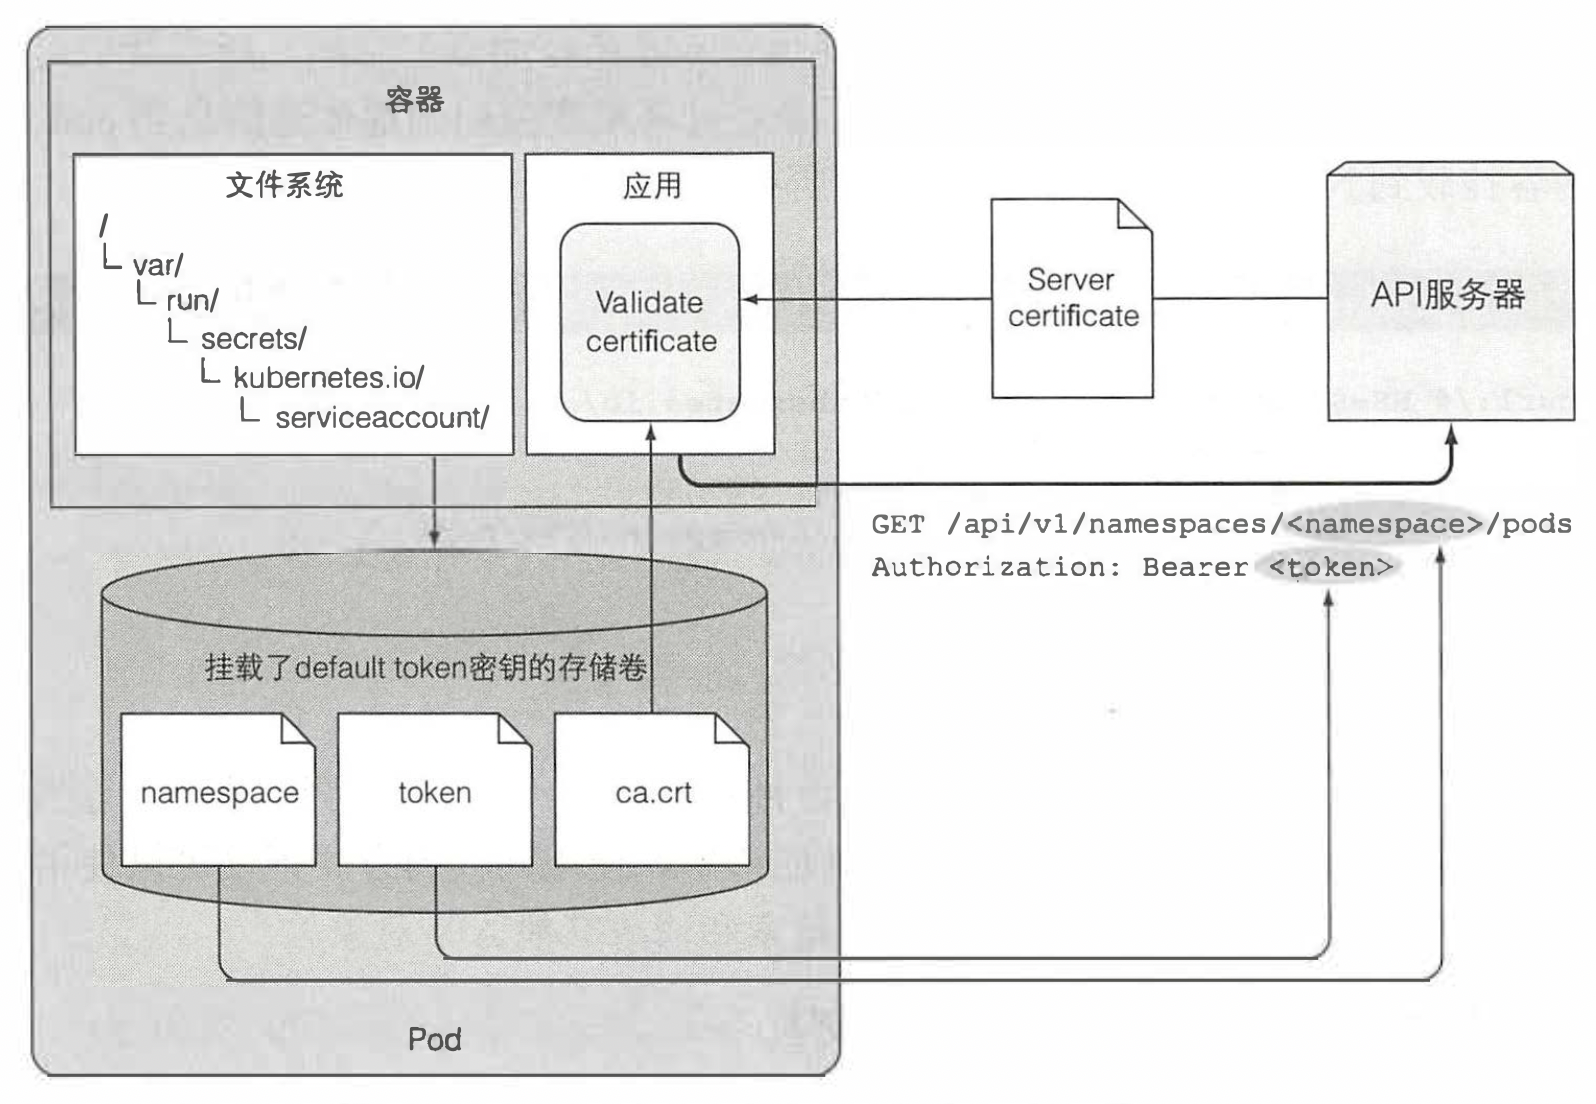 容器
文件系统
/
var/
run/
secrets/
kubernetes.io/
serviceaccount/
应用
Validate
certificate
Server
certificate
API服务器
GET /api/v1/namespaces/<namespace>/pods
Authorization: Bearer <token>
挂载了default token密钥的存储卷
namespace
token
ca.crt
Pod